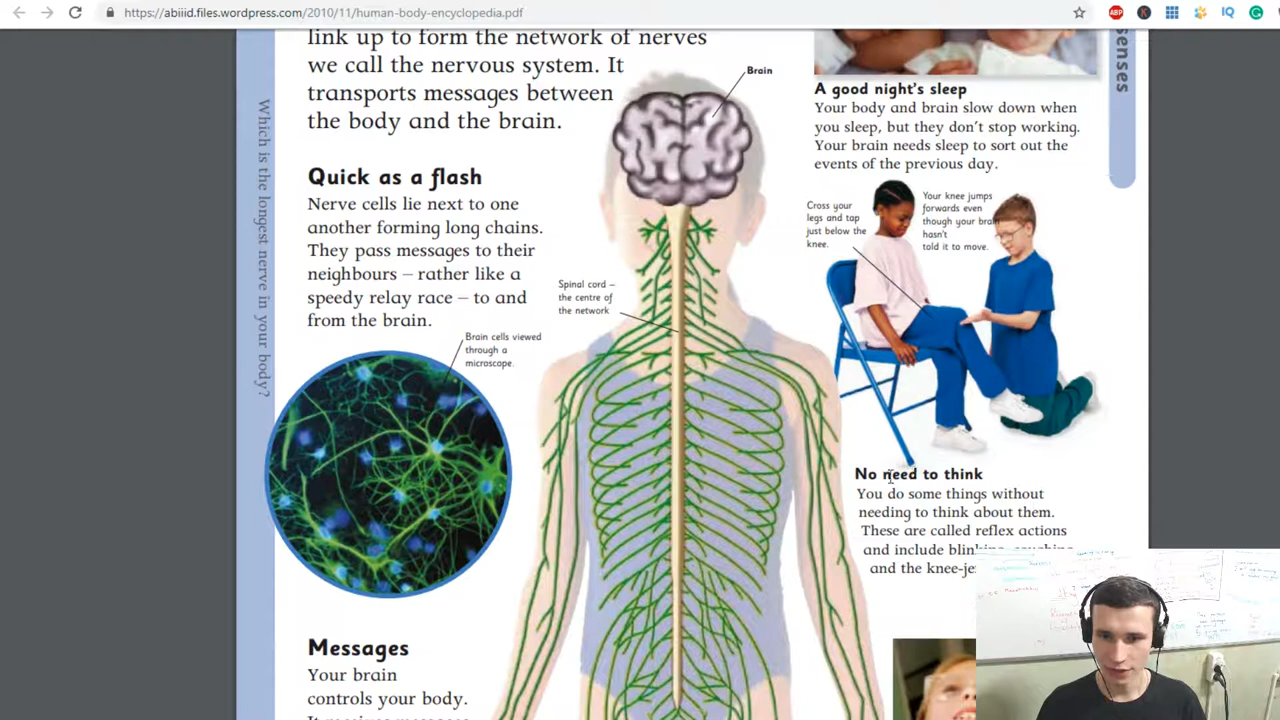 https://abiiid.files.wordpress.com/2010/11/human-body-encyclopedia.pdf
ABP
K
IQ
G
link up to form the network of nerves
we call the nervous system. It
transports messages between
the body and the brain.
Which is the longest nerve in your body?
Quick as a flash
Nerve cells lie next to one
another forming long chains.
They pass messages to their
neighbours – rather like a
speedy relay race – to and
from the brain.
Brain cells viewed
through a
microscope.
Messages
Your brain
controls your body.
Brain
Spinal cord –
the centre of
the network
senses
A good night's sleep
Your body and brain slow down when
you sleep, but they don't stop working.
Your brain needs sleep to sort out the
events of the previous day.
Cross your
legs and tap
just below the
knee.
Your knee jumps
forwards even
though your brain
hasn't
told it to move.
No need to think
You do some things without
needing to think about them.
These are called reflex actions
and include
and the